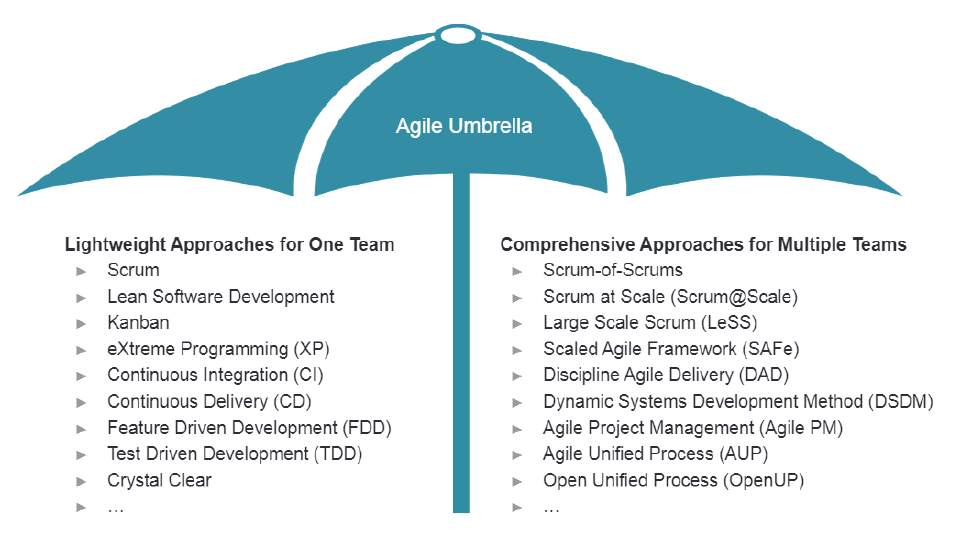 Agile Umbrella
Lightweight Approaches for One Team
► Scrum
► Lean Software Development
► Kanban
► eXtreme Programming (XP)
► Continuous Integration (CI)
► Continuous Delivery (CD)
► Feature Driven Development (FDD)
► Test Driven Development (TDD)
► Crystal Clear
► ...
Comprehensive Approaches for Multiple Teams
► Scrum-of-Scrums
► Scrum at Scale (Scrum@Scale)
► Large Scale Scrum (LeSS)
► Scaled Agile Framework (SAFe)
► Discipline Agile Delivery (DAD)
► Dynamic Systems Development Method (DSDM)
► Agile Project Management (Agile PM)
► Agile Unified Process (AUP)
► Open Unified Process (OpenUP)
► ...